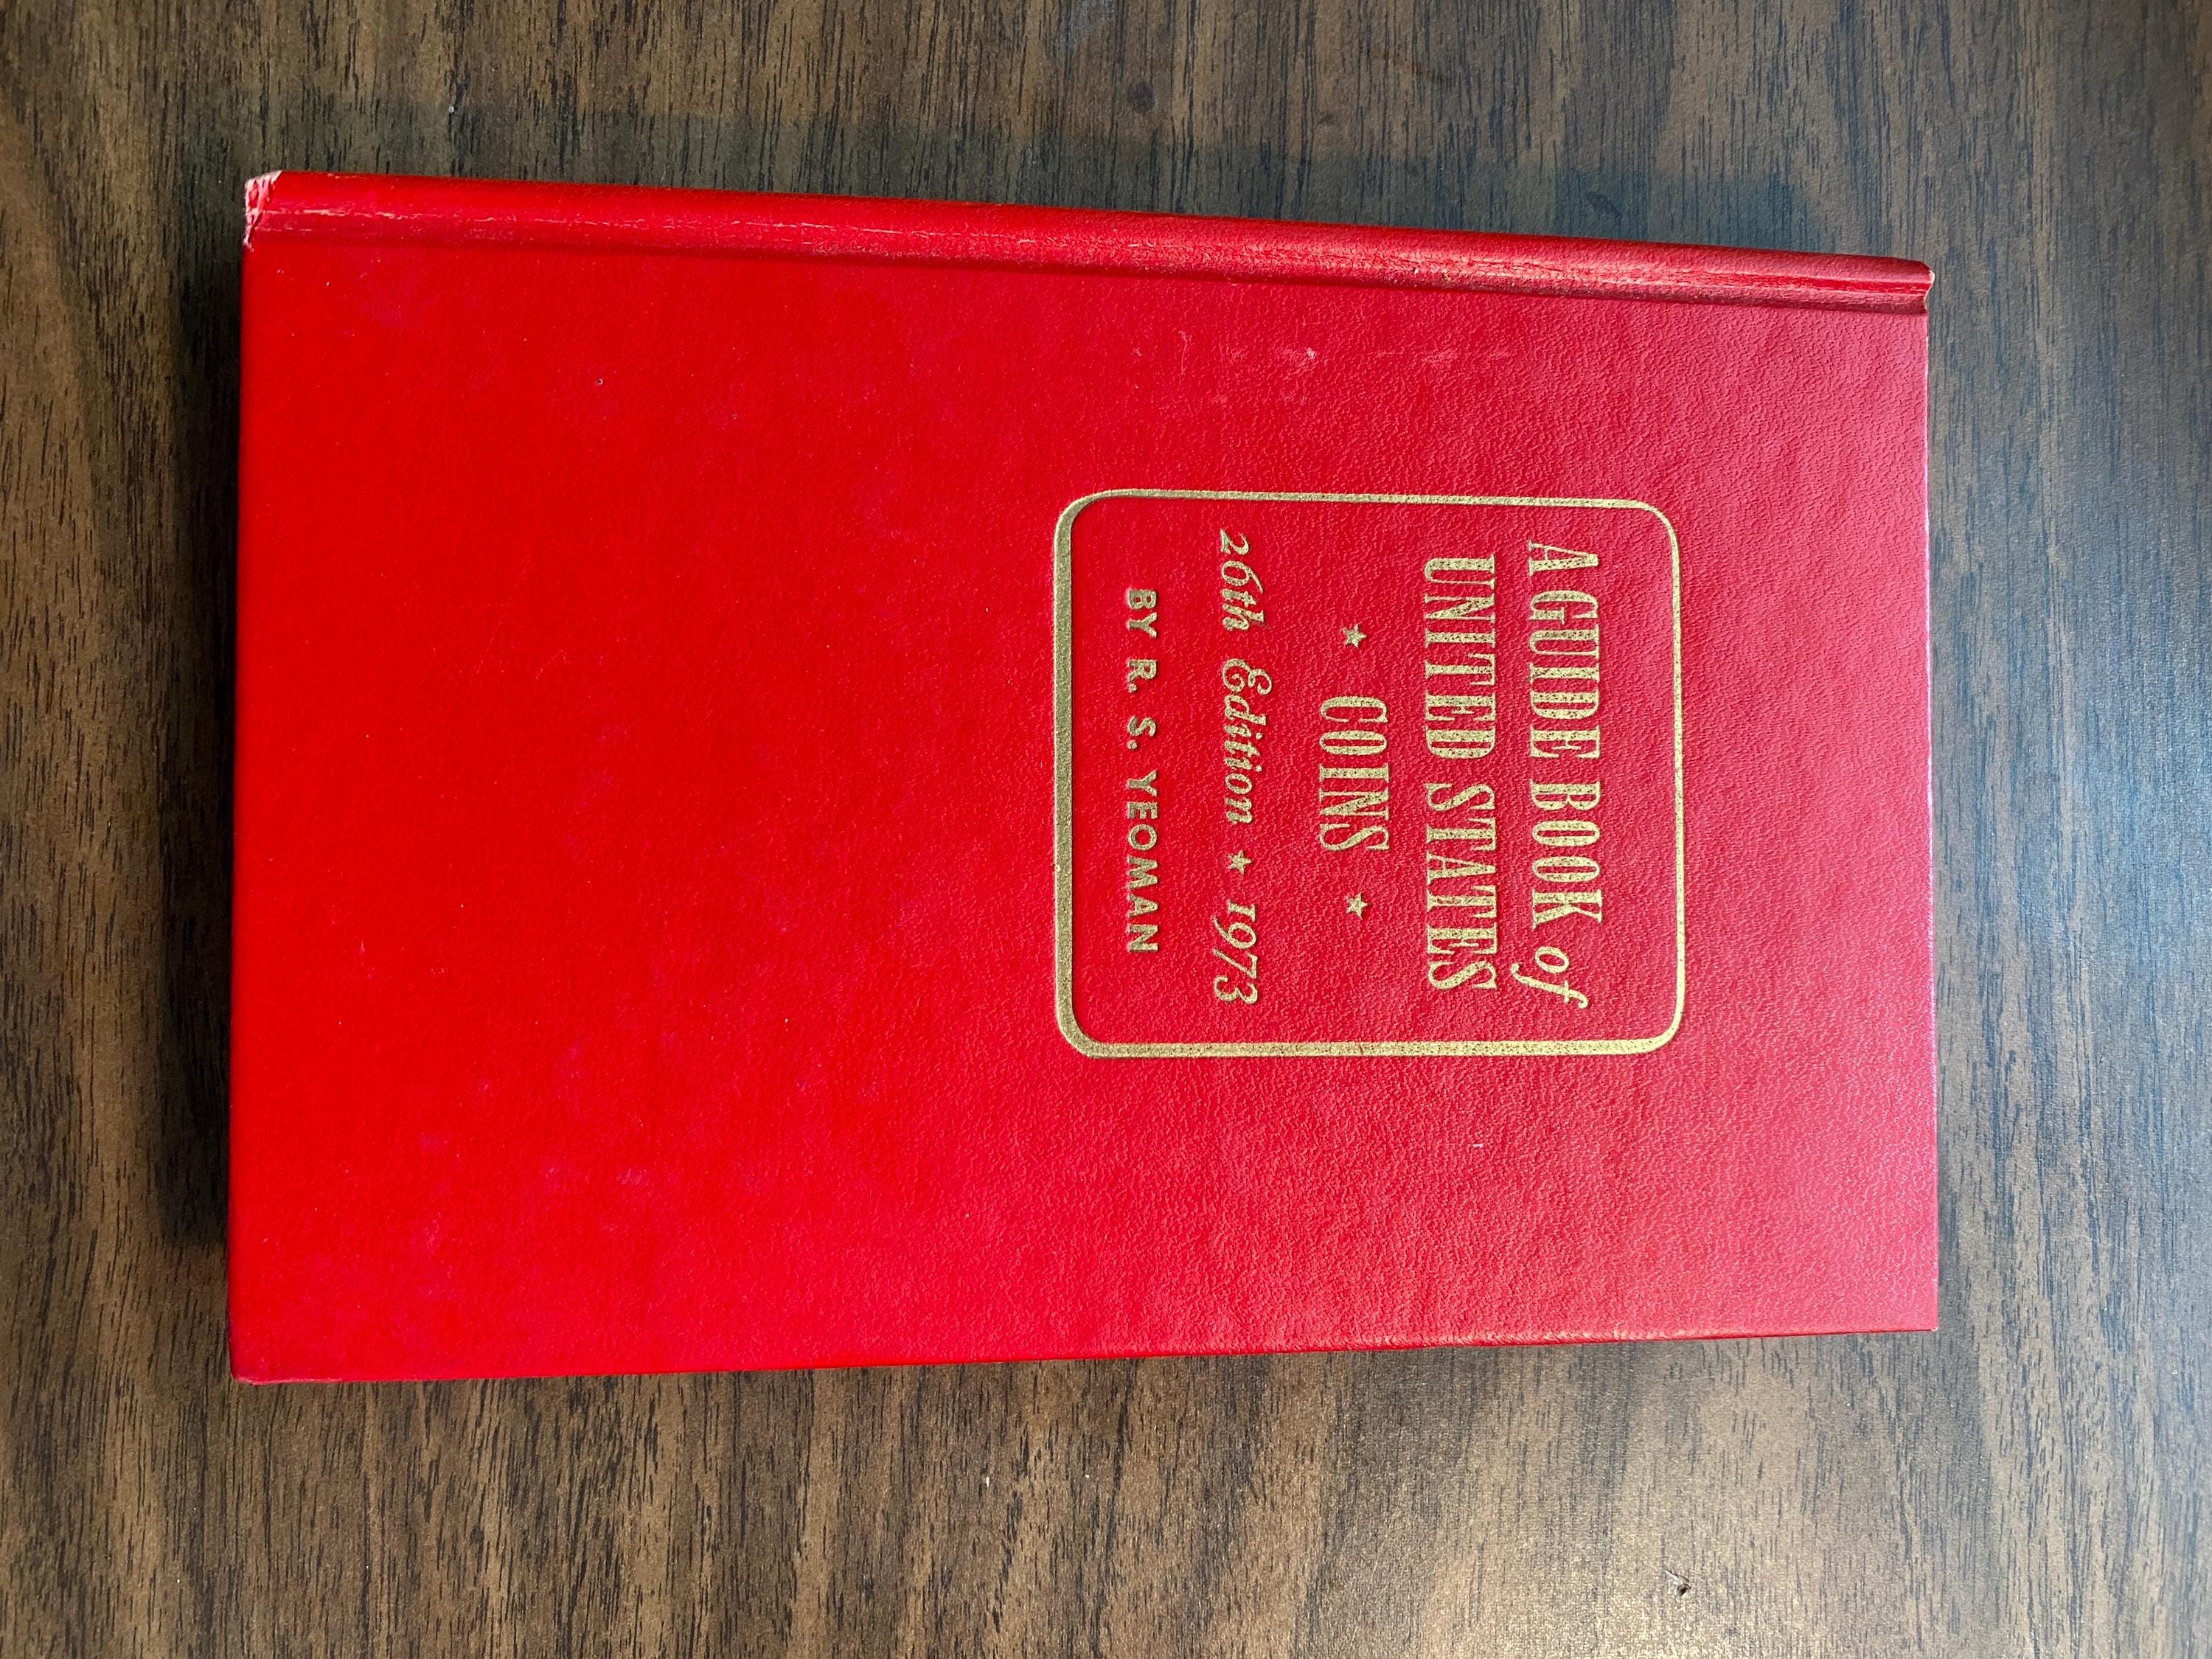 A GUIDE BOOK of
UNITED STATES
★ COINS ★
26th Edition ★ 1973
BY R. S. YEOMAN